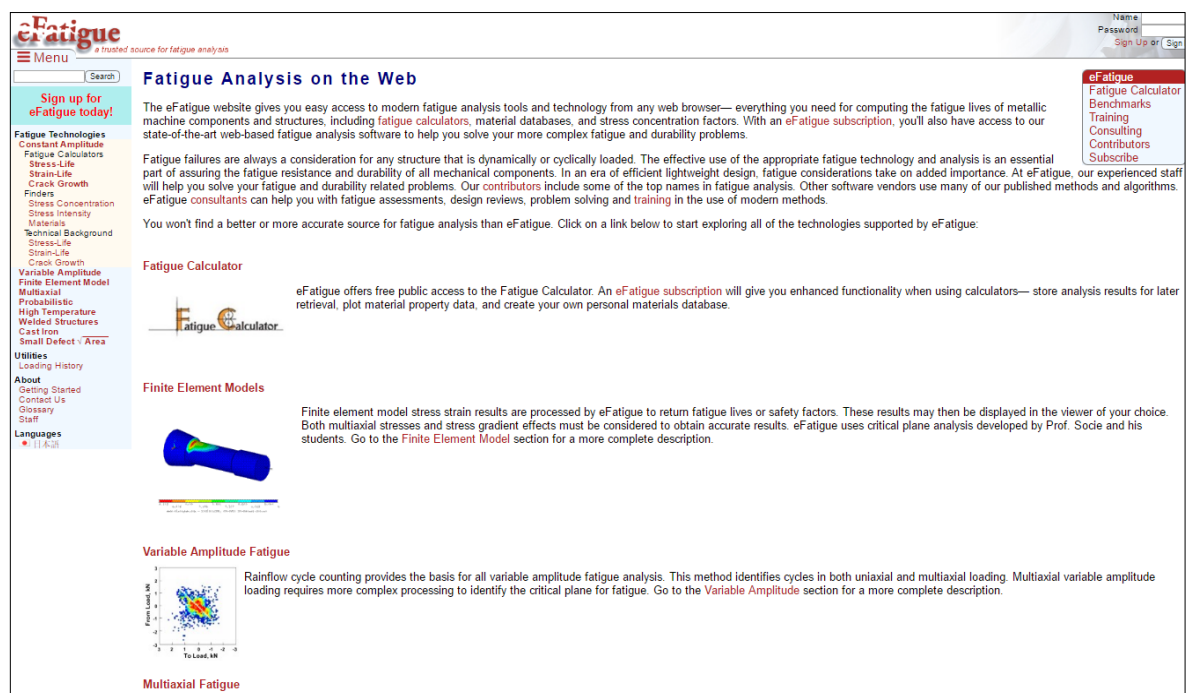 eFatigue
a trusted source for fatigue analysis
Name
Password
Sign Up or Sign
Menu
Search
Sign up for
eFatigue today!
Fatigue Technologies
Constant Amplitude
Fatigue Calculators
Stress-Life
Strain-Life
Crack Growth
Finders
Stress Concentration
Stress Intensity
Materials
Technical Background
Stress-Life
Strain-Life
Crack Growth
Variable Amplitude
Finite Element Model
Multiaxial
Probabilistic
High Temperature
Welded Structures
Cast Iron
Small Defect √Area
Utilities
Loading History
About
Getting Started
Contact Us
Glossary
Staff
Languages
日本語
Fatigue Analysis on the Web
The eFatigue website gives you easy access to modern fatigue analysis tools and technology from any web browser— everything you need for computing the fatigue lives of metallic
machine components and structures, including fatigue calculators, material databases, and stress concentration factors. With an eFatigue subscription, you'll also have access to our
state-of-the-art web-based fatigue analysis software to help you solve your more complex fatigue and durability problems.
Fatigue failures are always a consideration for any structure that is dynamically or cyclically loaded. The effective use of the appropriate fatigue technology and analysis is an essential
part of assuring the fatigue resistance and durability of all mechanical components. In an era of efficient lightweight design, fatigue considerations take on added importance. At eFatigue, our experienced staff
will help you solve your fatigue and durability related problems. Our contributors include some of the top names in fatigue analysis. Other software vendors use many of our published methods and algorithms.
eFatigue consultants can help you with fatigue assessments, design reviews, problem solving and training in the use of modern methods.
You won't find a better or more accurate source for fatigue analysis than eFatigue. Click on a link below to start exploring all of the technologies supported by eFatigue:
eFatigue
Fatigue Calculator
Benchmarks
Training
Consulting
Contributors
Subscribe
Fatigue Calculator
Fatigue Calculator
eFatigue offers free public access to the Fatigue Calculator. An eFatigue subscription will give you enhanced functionality when using calculators— store analysis results for later
retrieval, plot material property data, and create your own personal materials database.
Finite Element Models
Finite element model stress strain results are processed by eFatigue to return fatigue lives or safety factors. These results may then be displayed in the viewer of your choice.
Both multiaxial stresses and stress gradient effects must be considered to obtain accurate results. eFatigue uses critical plane analysis developed by Prof. Socie and his
students. Go to the Finite Element Model section for a more complete description.
Variable Amplitude Fatigue
Rainflow cycle counting provides the basis for all variable amplitude fatigue analysis. This method identifies cycles in both uniaxial and multiaxial loading. Multiaxial variable amplitude
loading requires more complex processing to identify the critical plane for fatigue. Go to the Variable Amplitude section for a more complete description.
From Load, kN
3
2
1
0
-1
-2
-3
3 2 1 0 -1 -2 -3
To Load, kN
Multiaxial Fatigue